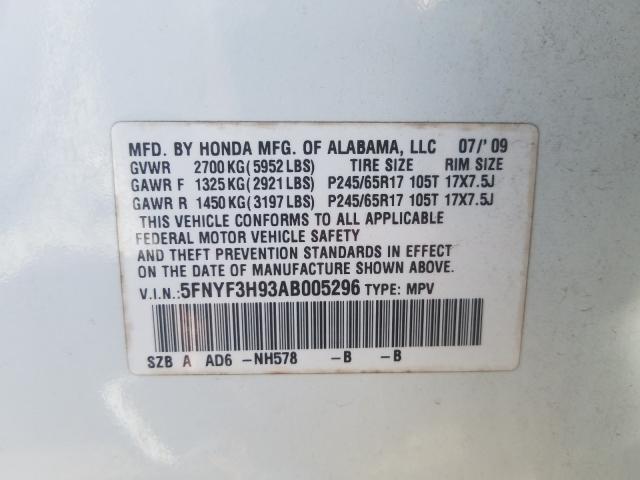 MFD. BY HONDA MFG. OF ALABAMA, LLC 07/'09
GVWR 2700KG(5952LBS) TIRE SIZE RIM SIZE
GAWR F 1325KG(2921LBS) P245/65R17 105T 17X7.5J
GAWR R 1450KG(3197LBS) P245/65R17 105T 17X7.5J
THIS VEHICLE CONFORMS TO ALL APPLICABLE
FEDERAL MOTOR VEHICLE SAFETY
AND THEFT PREVENTION STANDARDS IN EFFECT
ON THE DATE OF MANUFACTURE SHOWN ABOVE.
V.I.N.:5FNYF3H93AB005296 TYPE: MPV
SZB A AD6 -NH578 -B -B